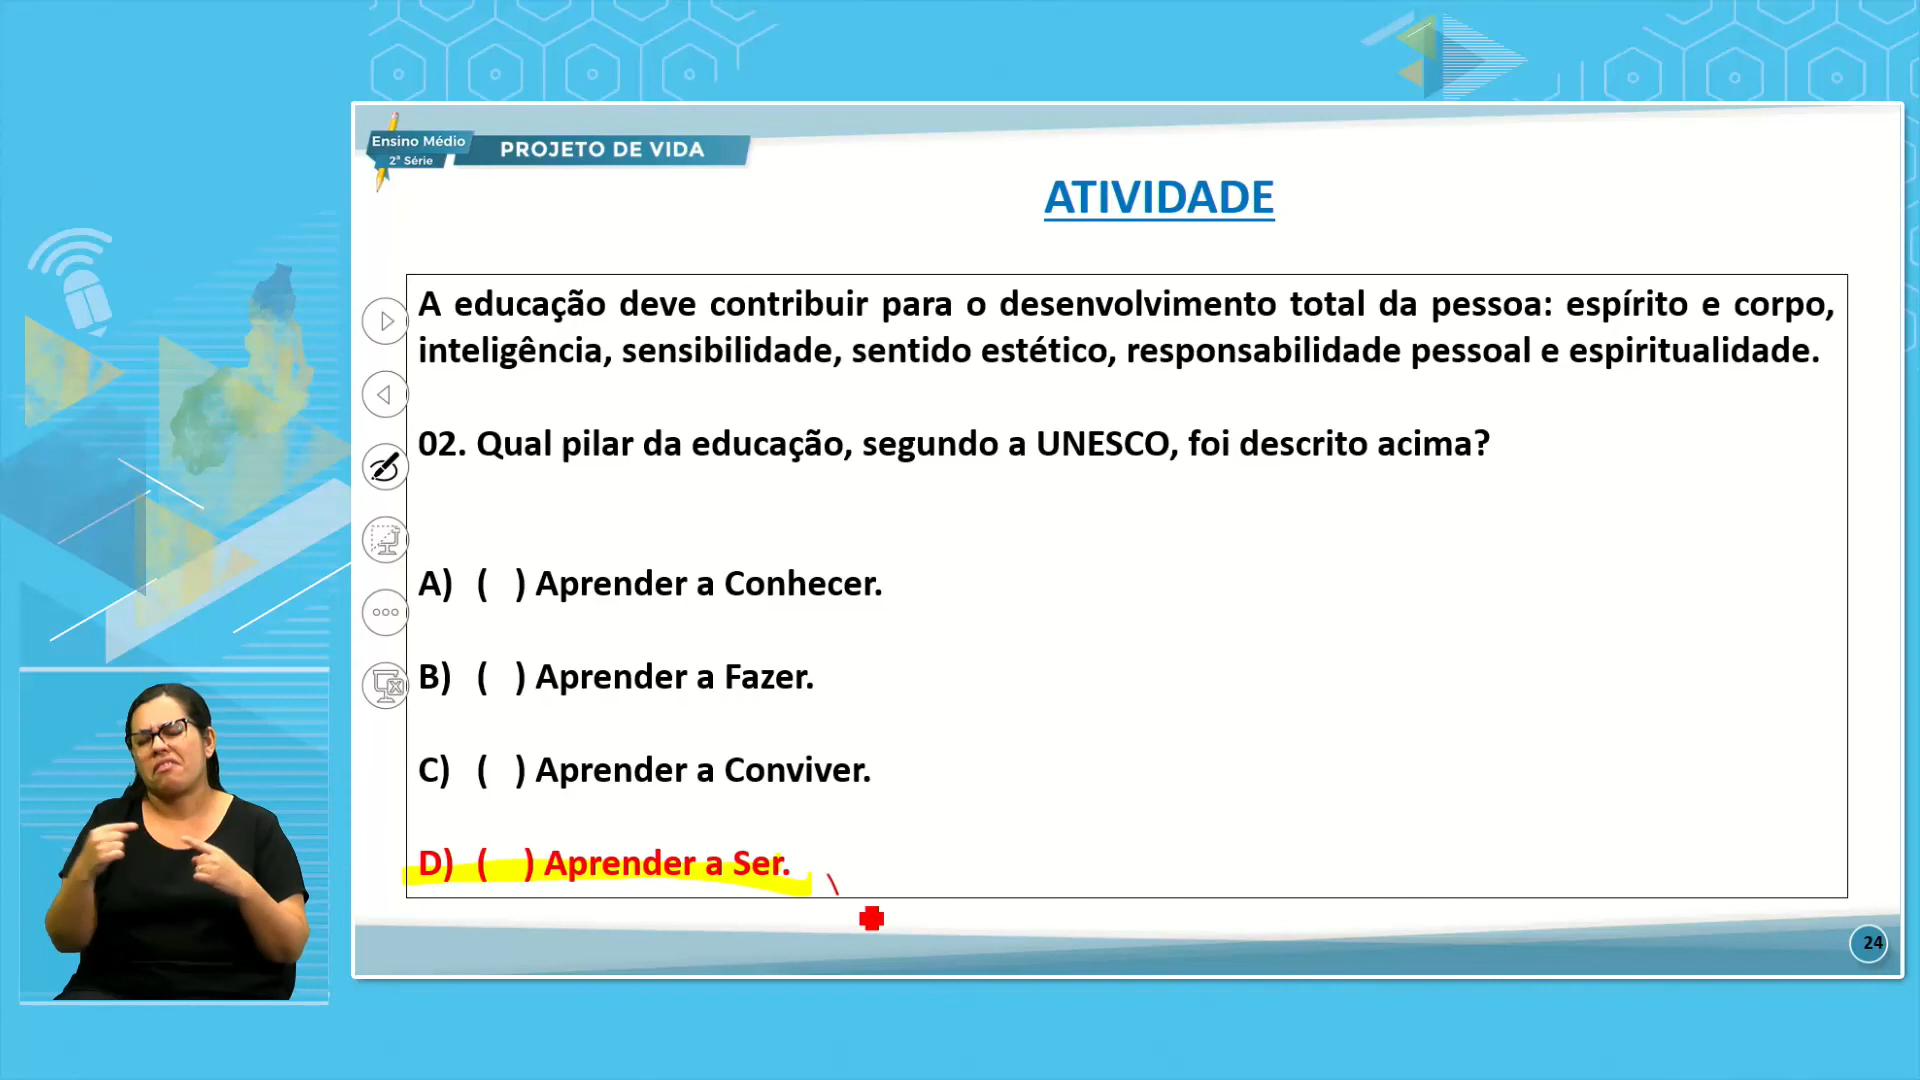 Ensino Médio
2ª Série
PROJETO DE VIDA
ATIVIDADE
A educação deve contribuir para o desenvolvimento total da pessoa: espírito e corpo,
inteligência, sensibilidade, sentido estético, responsabilidade pessoal e espiritualidade.
02. Qual pilar da educação, segundo a UNESCO, foi descrito acima?
A) ( ) Aprender a Conhecer.
B) ( ) Aprender a Fazer.
C) ( ) Aprender a Conviver.
D) ( ) Aprender a Ser.
24